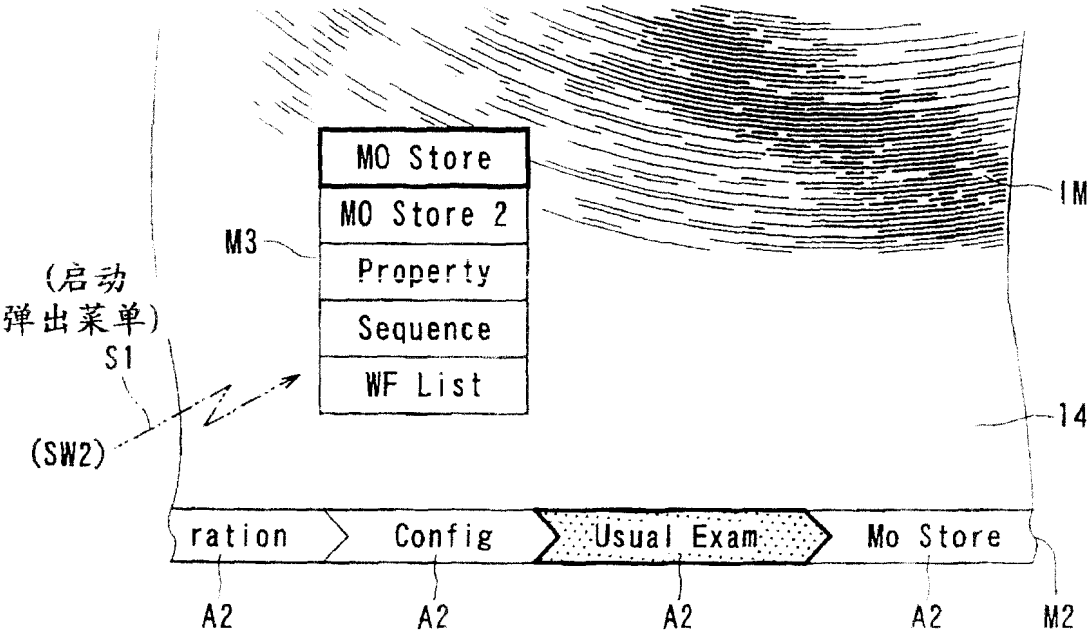 MO Store
MO Store 2
Property
Sequence
WF List
M3
IM
(启动
弹出菜单)
S1
(SW2)
14
ration
Config
Usual Exam
Mo Store
A2
A2
A2
A2
M2